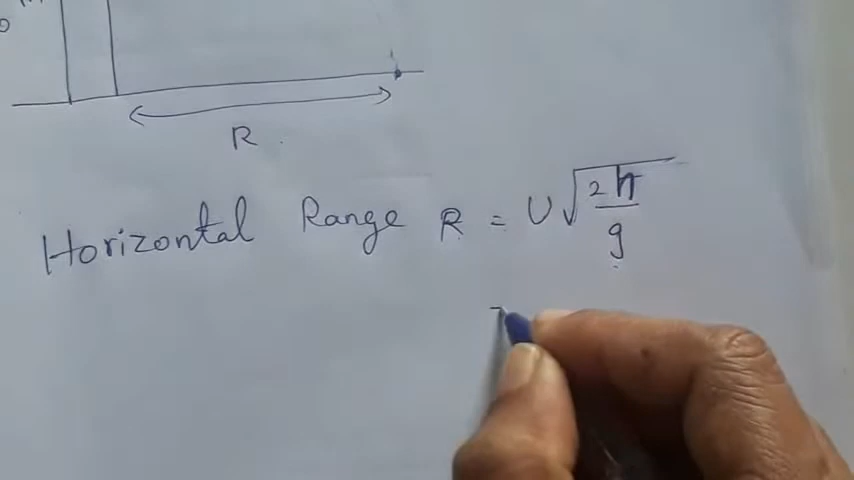 R
Horizontal Range R = U√(2h/g)